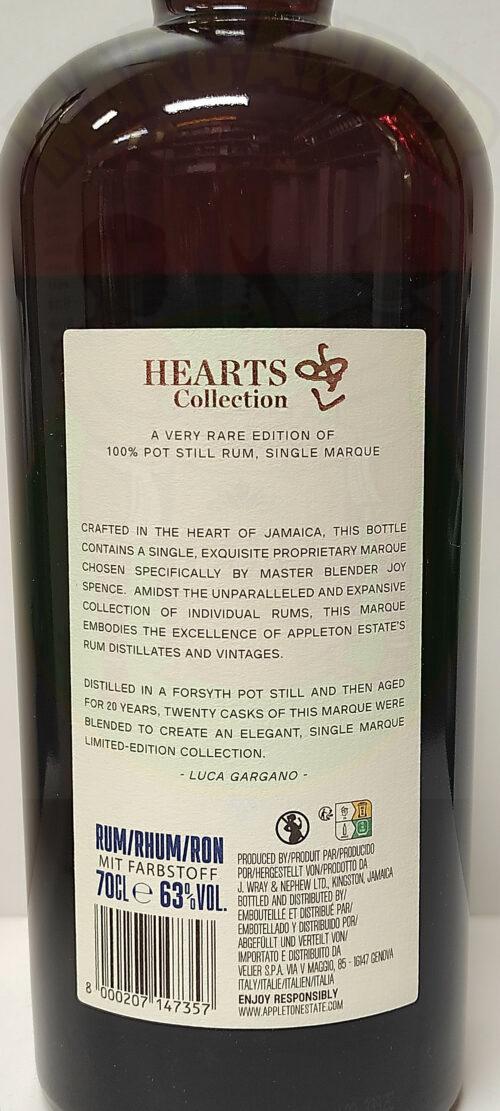 HEARTS
Collection
A VERY RARE EDITION OF
100% POT STILL RUM, SINGLE MARQUE
CRAFTED IN THE HEART OF JAMAICA, THIS BOTTLE
CONTAINS A SINGLE, EXQUISITE PROPRIETARY MARQUE
CHOSEN SPECIFICALLY BY MASTER BLENDER JOY
SPENCE. AMIDST THE UNPARALLELED AND EXPANSIVE
COLLECTION OF INDIVIDUAL RUMS, THIS MARQUE
EMBODIES THE EXCELLENCE OF APPLETON ESTATE'S
RUM DISTILLATES AND VINTAGES.
DISTILLED IN A FORSYTH POT STILL AND THEN AGED
FOR 20 YEARS, TWENTY CASKS OF THIS MARQUE WERE
BLENDED TO CREATE AN ELEGANT, SINGLE MARQUE
LIMITED-EDITION COLLECTION.
- LUCA GARGANO -
RUM/RHUM/RON
MIT FARBSTOFF
70CL e 63%VOL.
8 000207 147357
PRODUCED BY/PRODUIT PAR/PRODUCIDO
POR/HERGESTELLT VON/PRODOTTO DA
J. WRAY & NEPHEW LTD., KINGSTON, JAMAICA
BOTTLED AND DISTRIBUTED BY/
EMBOUTEILLÉ ET DISTRIBUÉ PAR/
EMBOTELLADO Y DISTRIBUIDO POR/
ABGEFÜLLT UND VERTEILT VON/
IMPORTATO E DISTRIBUITO DA
VELIER S.P.A. VIA V MAGGIO, 85 - 16147 GENOVA
ITALY/ITALIE/ITALIEN/ITALIA
ENJOY RESPONSIBLY
WWW.APPLETONESTATE.COM